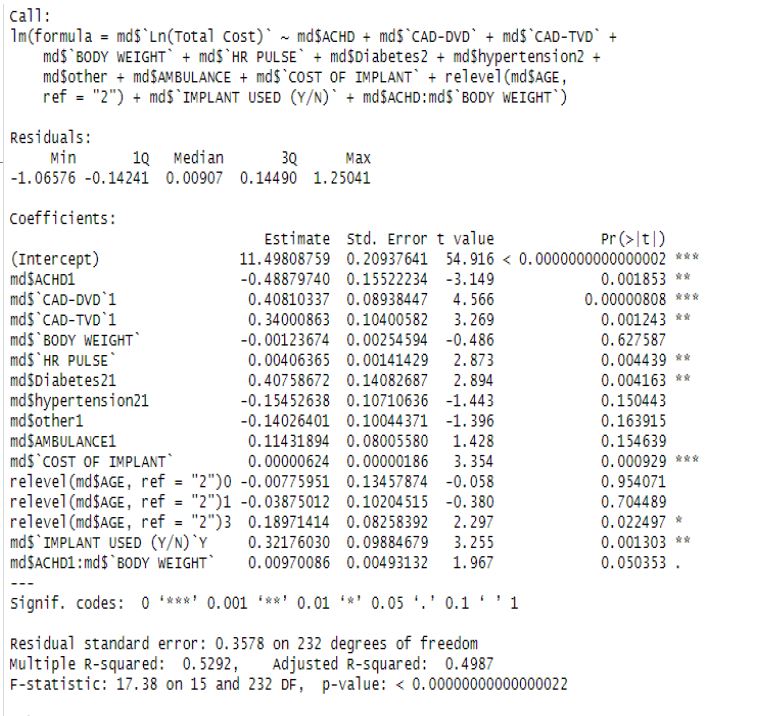 Call:
lm(formula = md$`Ln(Total Cost)` ~ md$ACHD + md$`CAD-DVD` + md$`CAD-TVD` +
    md$`BODY WEIGHT` + md$`HR PULSE` + md$Diabetes2 + md$hypertension2 +
    md$other + md$AMBULANCE + md$`COST OF IMPLANT` + relevel(md$AGE,
    ref = "2") + md$`IMPLANT USED (Y/N)` + md$ACHD:md$`BODY WEIGHT`)

Residuals:
     Min       1Q   Median       3Q      Max
-1.06576 -0.14241  0.00907  0.14490  1.25041

Coefficients:
                               Estimate  Std. Error t value             Pr(>|t|)
(Intercept)                 11.49808759  0.20937641  54.916 < 0.0000000000000002 ***
md$ACHD1                    -0.48879740  0.15522234  -3.149             0.001853 **
md$`CAD-DVD`1                0.40810337  0.08938447   4.566           0.00000808 ***
md$`CAD-TVD`1                0.34000863  0.10400582   3.269             0.001243 **
md$`BODY WEIGHT`            -0.00123674  0.00254594  -0.486             0.627587
md$`HR PULSE`                0.00406365  0.00141429   2.873             0.004439 **
md$Diabetes21                0.40758672  0.14082687   2.894             0.004163 **
md$hypertension21           -0.15452638  0.10710636  -1.443             0.150443
md$other1                   -0.14026401  0.10044371  -1.396             0.163915
md$AMBULANCE1                0.11431894  0.08005580   1.428             0.154639
md$`COST OF IMPLANT`         0.00000624  0.00000186   3.354             0.000929 ***
relevel(md$AGE, ref = "2")0 -0.00775951  0.13457874  -0.058             0.954071
relevel(md$AGE, ref = "2")1 -0.03875012  0.10204515  -0.380             0.704489
relevel(md$AGE, ref = "2")3  0.18971414  0.08258392   2.297             0.022497 *
md$`IMPLANT USED (Y/N)`Y     0.32176030  0.09884679   3.255             0.001303 **
md$ACHD1:md$`BODY WEIGHT`    0.00970086  0.00493132   1.967             0.050353 .
---
Signif. codes:  0 ‘***’ 0.001 ‘**’ 0.01 ‘*’ 0.05 ‘.’ 0.1 ‘ ’ 1

Residual standard error: 0.3578 on 232 degrees of freedom
Multiple R-squared:  0.5292,    Adjusted R-squared:  0.4987
F-statistic: 17.38 on 15 and 232 DF,  p-value: < 0.00000000000000022